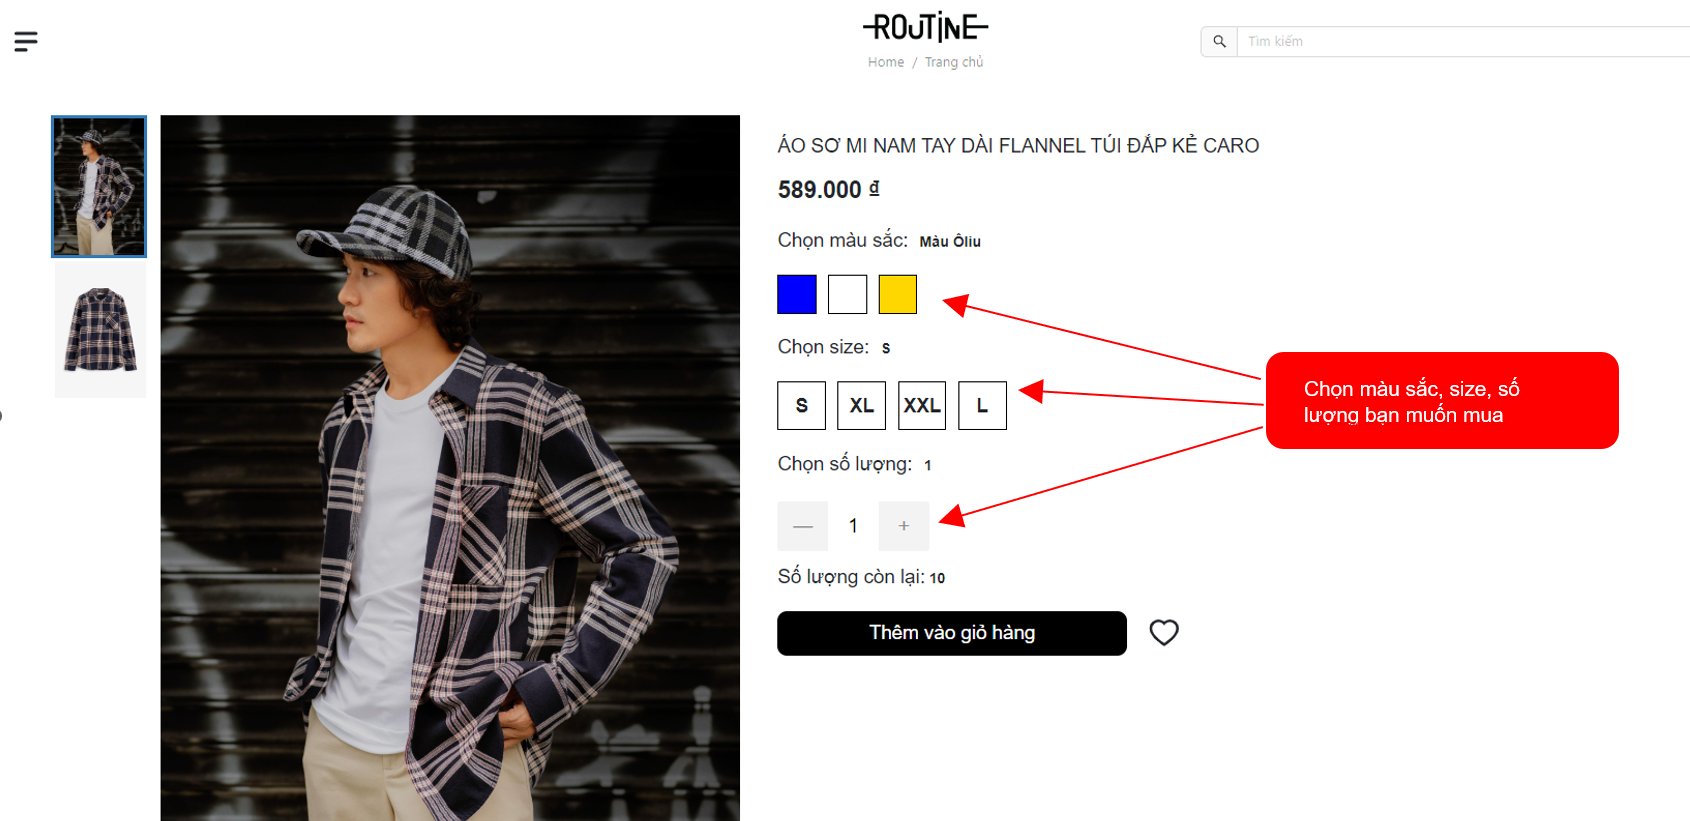 ROUTINE
Home / Trang chủ
Tìm kiếm
ÁO SƠ MI NAM TAY DÀI FLANNEL TÚI ĐẮP KẺ CARO
589.000 ₫
Chọn màu sắc: Màu Ôliu
Chọn size: S
S XL XXL L
Chọn màu sắc, size, số
lượng bạn muốn mua
Chọn số lượng: 1
— 1 +
Số lượng còn lại: 10
Thêm vào giỏ hàng